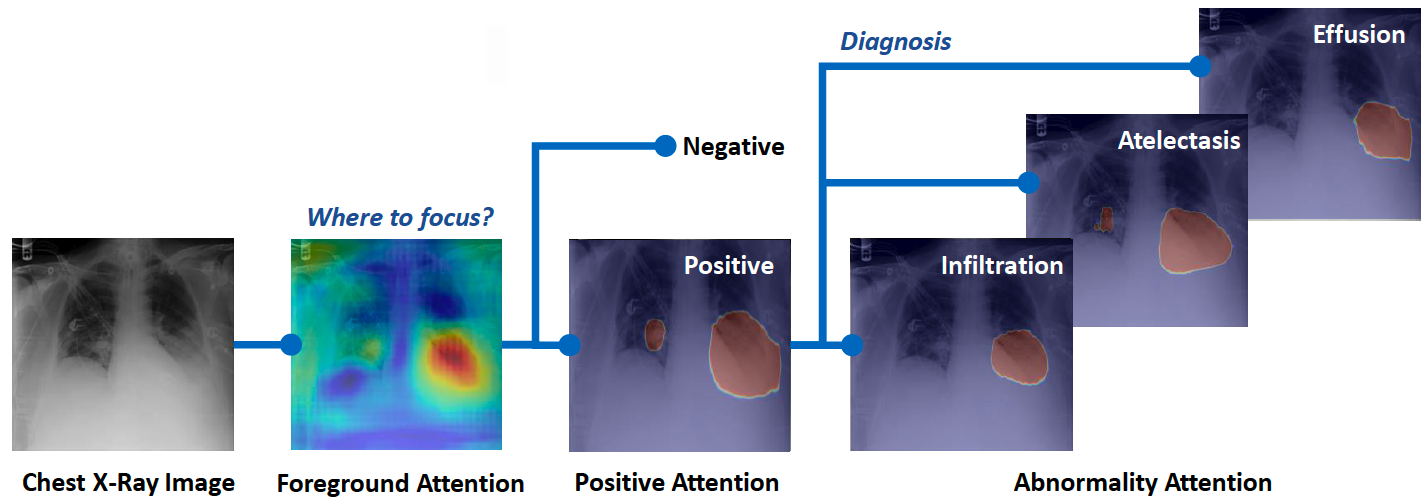 Diagnosis
Effusion
Atelectasis
Negative
Where to focus?
Positive
Infiltration
Chest X-Ray Image
Foreground Attention
Positive Attention
Abnormality Attention